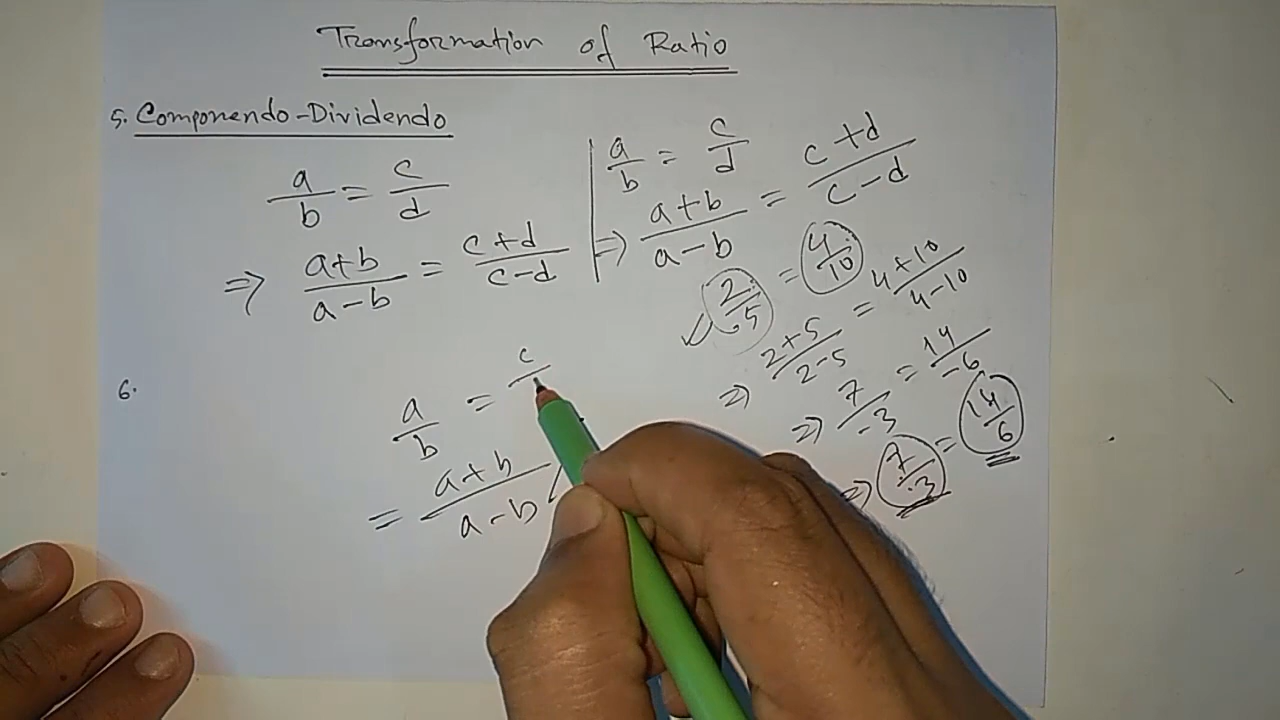 Transformation of Ratio
5. Componendo-Dividendo
a/b = c/d
⇒ (a+b)/(a-b) = (c+d)/(c-d)
a/b = c/d
⇒ (a+b)/(a-b) = (c+d)/(c-d)
2/5 = 4/10
⇒ (2+5)/(2-5) = (4+10)/(4-10)
⇒ 7/-3 = 14/-6
⇒ 7/3 = 14/6
6.
a/b = c/
= (a+b)/(a-b)